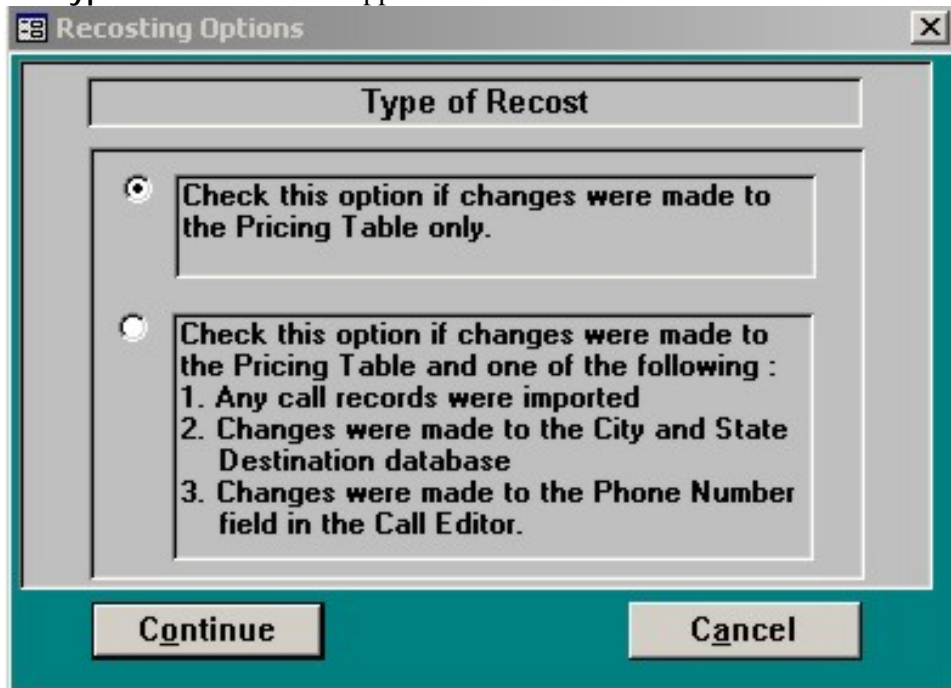 Recosting Options
Type of Recost
Check this option if changes were made to
the Pricing Table only.
Check this option if changes were made to
the Pricing Table and one of the following :
1. Any call records were imported
2. Changes were made to the City and State
Destination database
3. Changes were made to the Phone Number
field in the Call Editor.
Continue
Cancel